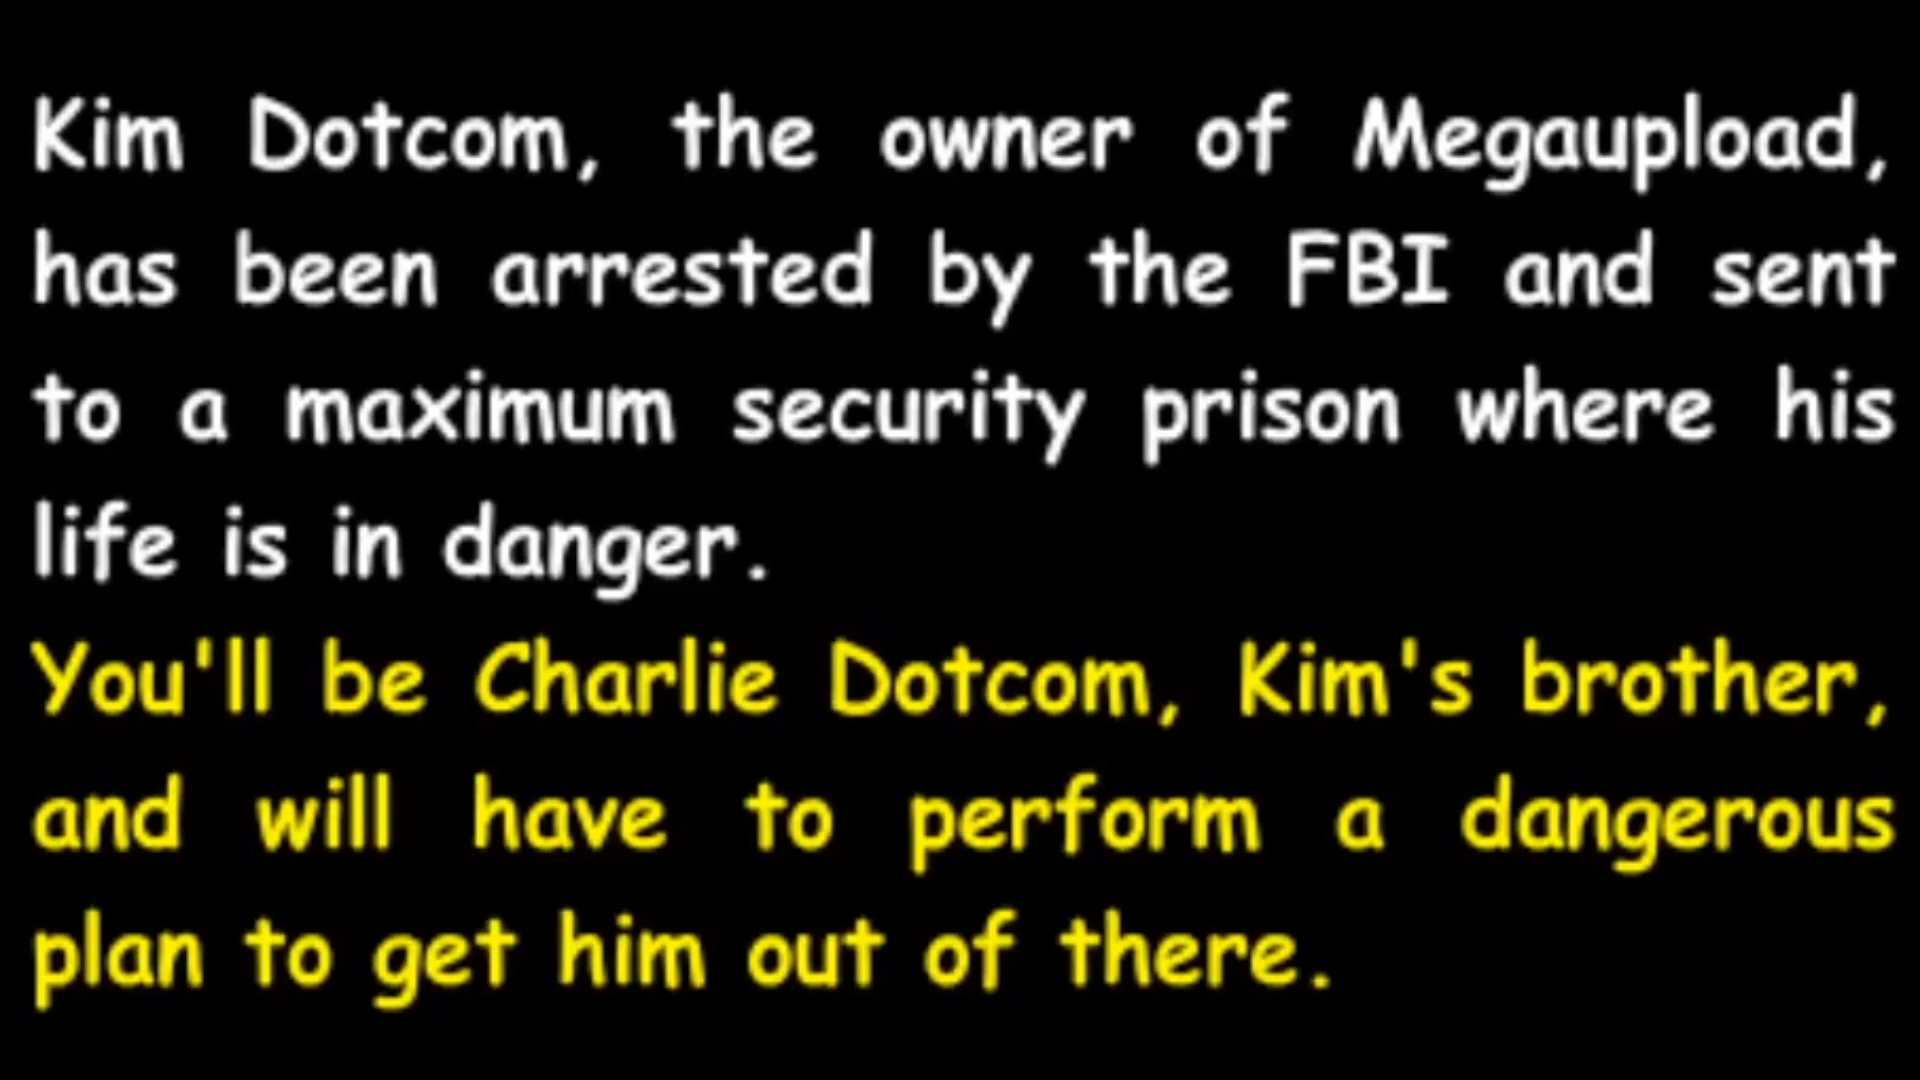 Kim Dotcom, the owner of Megaupload,
has been arrested by the FBI and sent
to a maximum security prison where his
life is in danger.
You'll be Charlie Dotcom, Kim's brother,
and will have to perform a dangerous
plan to get him out of there.